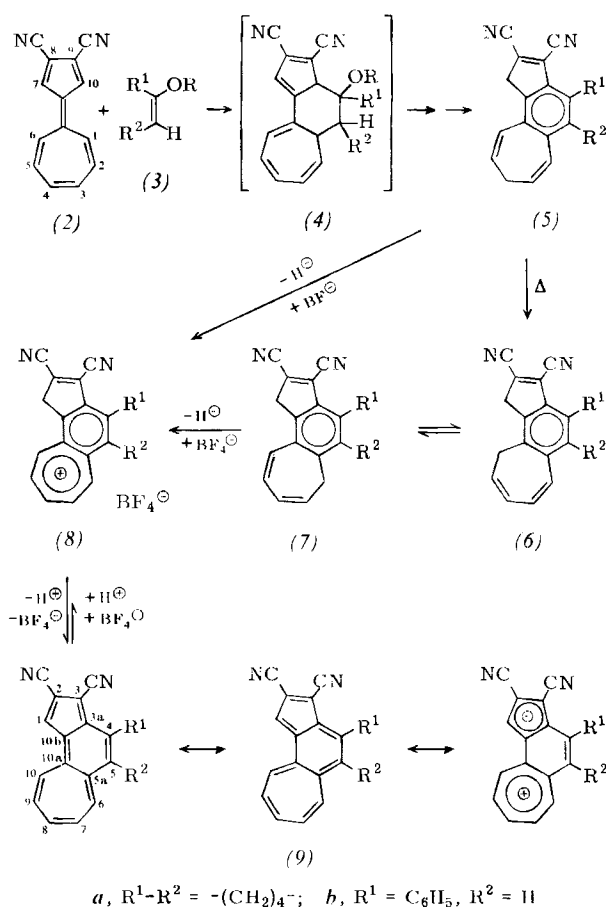 NC CN
8 9
7 10
6 1
5 2
4 3
(2)
+
R¹ OR
R² H
(3)
NC CN
OR
R¹
H
R²
(4)
NC CN
R¹
R²
(5)
−H⊖
+BF⊖
Δ
NC CN
R¹
R²
⊕
BF₄⊖
(8)
−H⊖
+BF₄⊖
NC CN
R¹
R²
(7)
NC CN
R¹
R²
(6)
−H⊕ +H⊕
−BF₄⊖ +BF₄⊖
NC CN
2 3
1 3a 4 R¹
10b
10a 5 R²
10 5a
9 6
8 7
NC CN
R¹
R²
(9)
NC CN
⊖
R¹
R²
⊕
a, R¹-R² = -(CH₂)₄-; b, R¹ = C₆H₅, R² = H